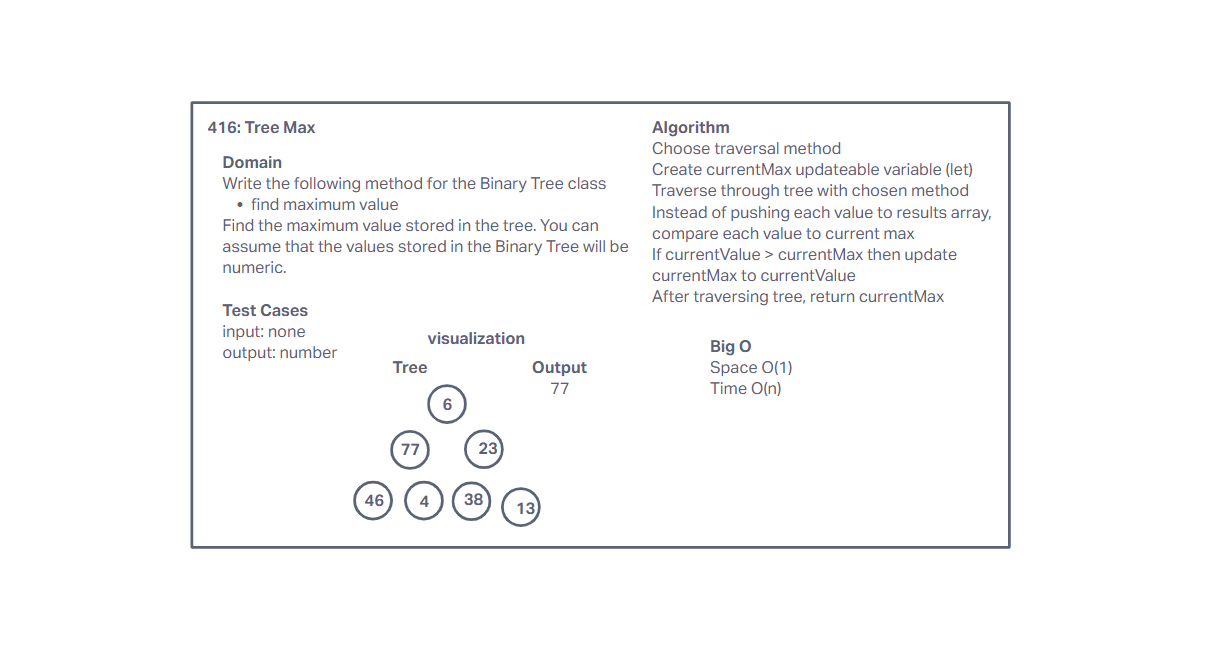 416: Tree Max
Domain
Write the following method for the Binary Tree class
• find maximum value
Find the maximum value stored in the tree. You can
assume that the values stored in the Binary Tree will be
numeric.
Test Cases
input: none
output: number
visualization
Tree
Output
77
6
77
23
46
4
38
13
Algorithm
Choose traversal method
Create currentMax updateable variable (let)
Traverse through tree with chosen method
Instead of pushing each value to results array,
compare each value to current max
If currentValue > currentMax then update
currentMax to currentValue
After traversing tree, return currentMax
Big O
Space O(1)
Time O(n)